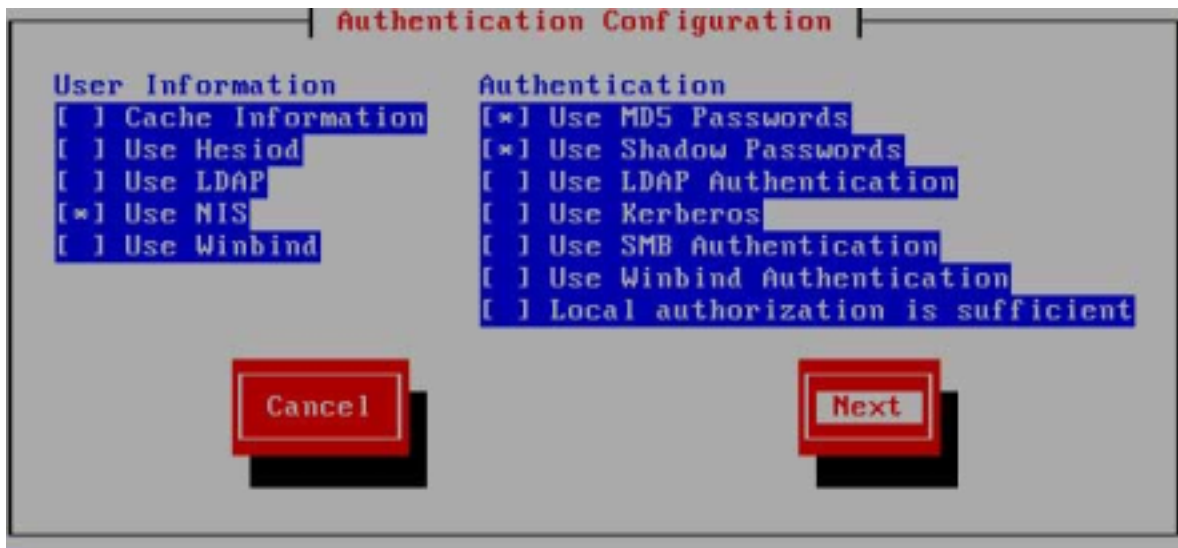 Authentication Configuration
User Information
[ ] Cache Information
[ ] Use Hesiod
[ ] Use LDAP
[*] Use NIS
[ ] Use Winbind
Authentication
[*] Use MD5 Passwords
[*] Use Shadow Passwords
[ ] Use LDAP Authentication
[ ] Use Kerberos
[ ] Use SMB Authentication
[ ] Use Winbind Authentication
[ ] Local authorization is sufficient
Cancel
Next